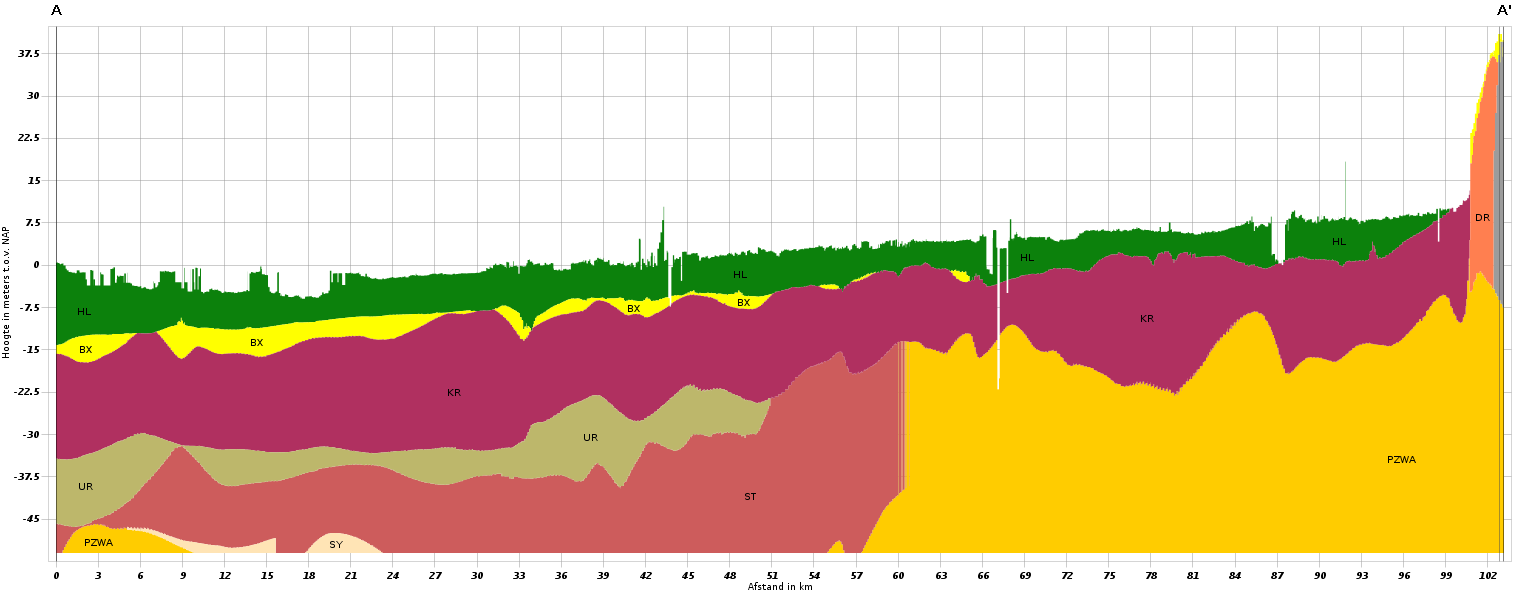 A A'
37.5
30
22.5
15
7.5
0
-7.5
-15
-22.5
-30
-37.5
-45
Hoogte in meters t.o.v. NAP
HL
BX
BX
KR
UR
UR
PZWA
SY
ST
BX
HL
BX
HL
KR
HL
DR
PZWA
0 3 6 9 12 15 18 21 24 27 30 33 36 39 42 45 48 51 54 57 60 63 66 69 72 75 78 81 84 87 90 93 96 99 102
Afstand in km